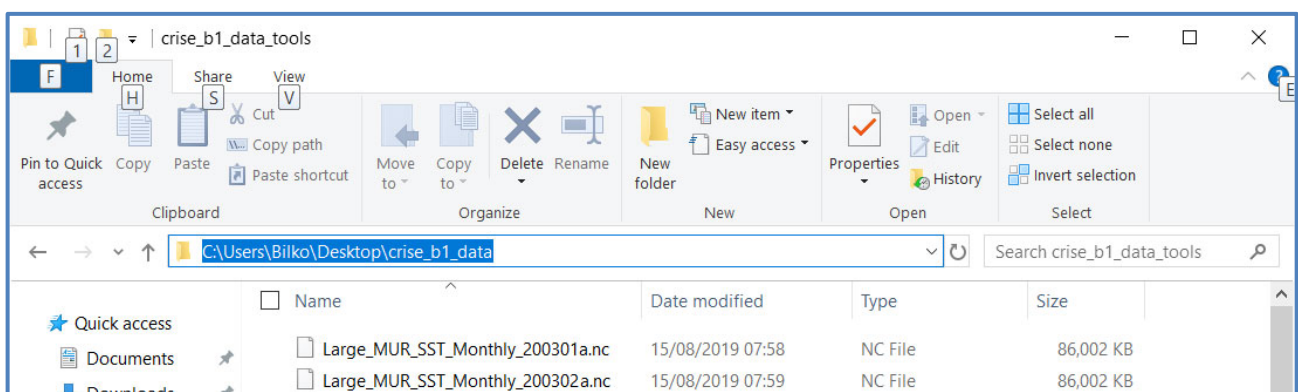 crise_b1_data_tools
1 2
F Home Share View
H S V E
Pin to Quick access
Copy
Paste
Cut
Copy path
Paste shortcut
Clipboard
Move to
Copy to
Delete
Rename
Organize
New folder
New item
Easy access
New
Properties
Open
Edit
History
Open
Select all
Select none
Invert selection
Select
C:\Users\Bilko\Desktop\crise_b1_data
Search crise_b1_data_tools
Name Date modified Type Size
Quick access
Large_MUR_SST_Monthly_200301a.nc 15/08/2019 07:58 NC File 86,002 KB
Documents
Large_MUR_SST_Monthly_200302a.nc 15/08/2019 07:59 NC File 86,002 KB